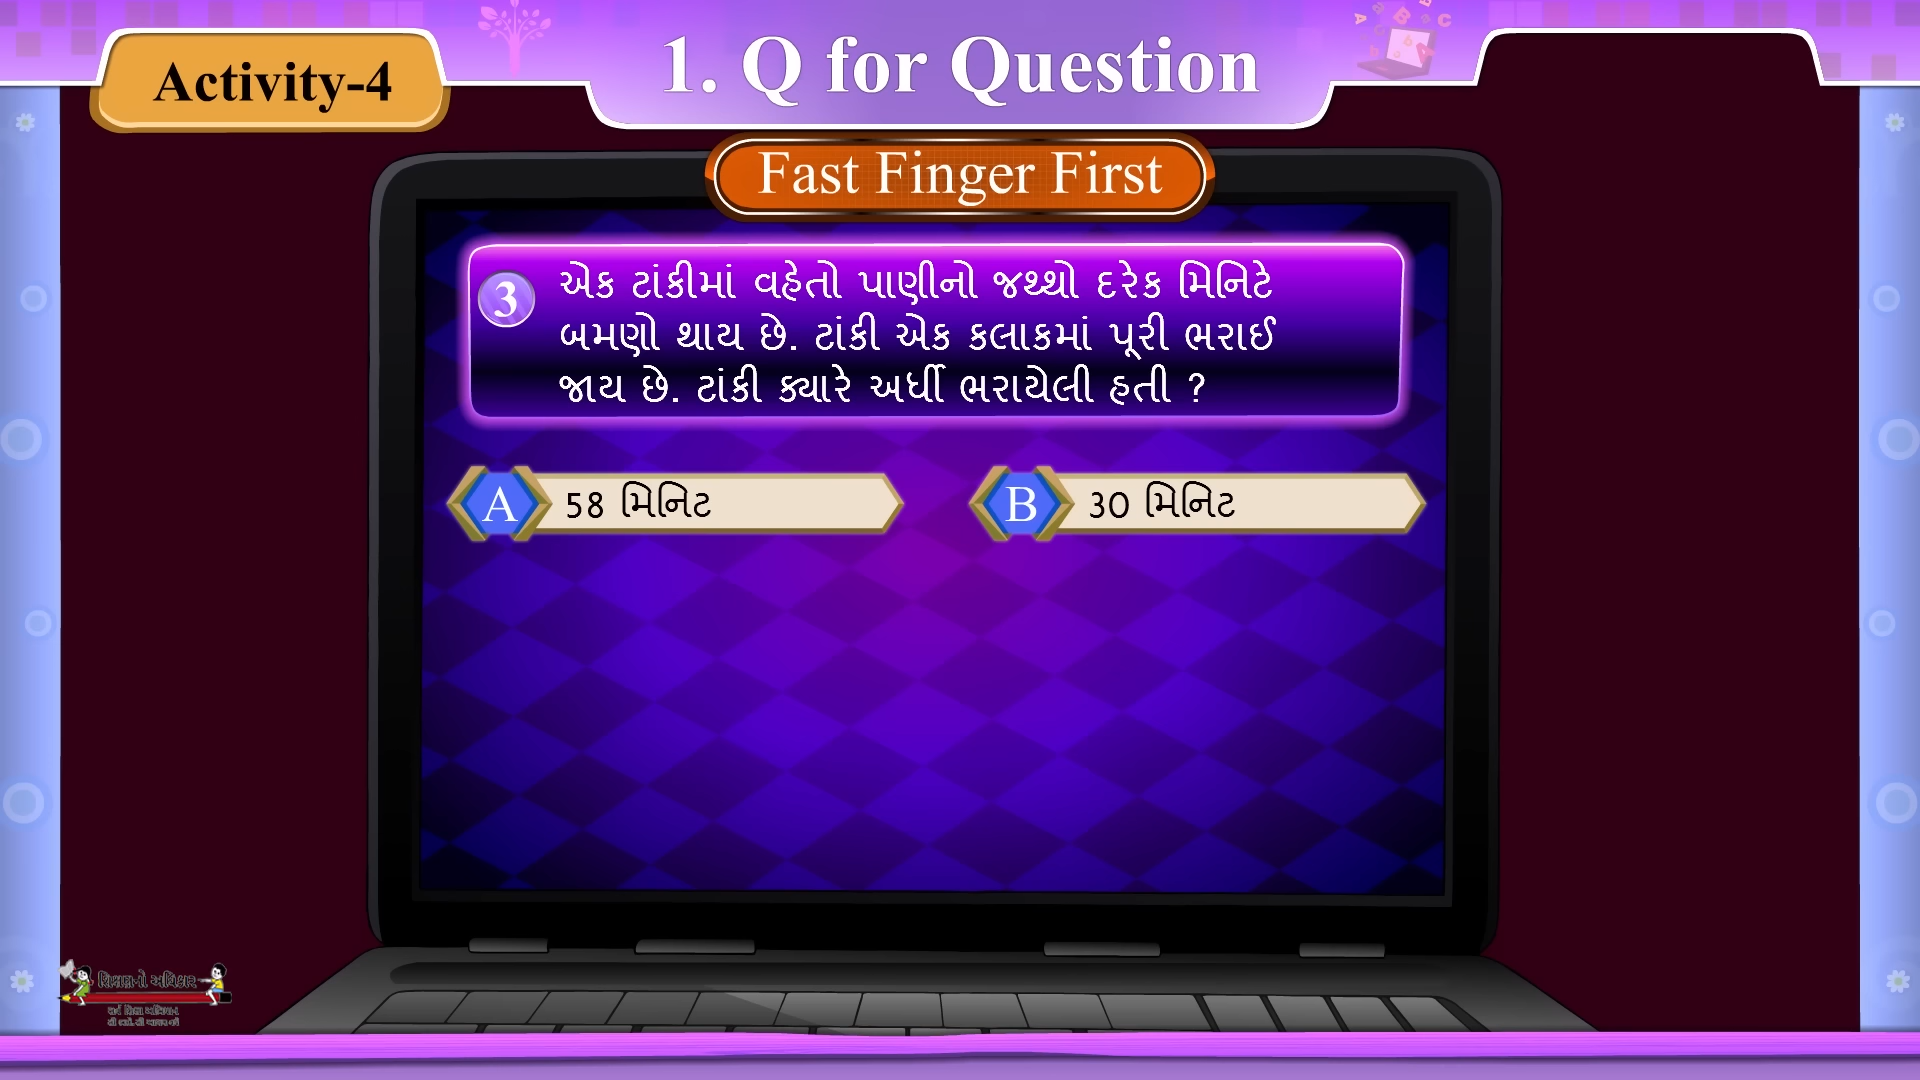 Activity-4
1. Q for Question
Fast Finger First
3
એક ટાંકીમાં વહેતો પાણીનો જથ્થો દરેક મિનિટે
બમણો થાય છે. ટાંકી એક કલાકમાં પૂરી ભરાઈ
જાય છે. ટાંકી ક્યારે અર્ધી ભરાયેલી હતી ?
A 58 મિનિટ
B 30 મિનિટ
શિક્ષાનો અધિકાર